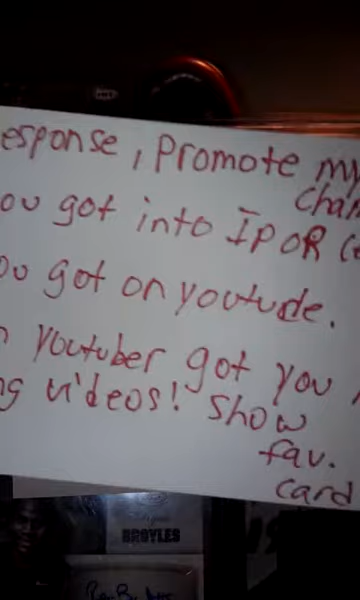 esponse, Promote my
chan
ou got into IPOR
ou got on youtude.
youtuber got you
ng videos! Show
fav.
card
BROYLES